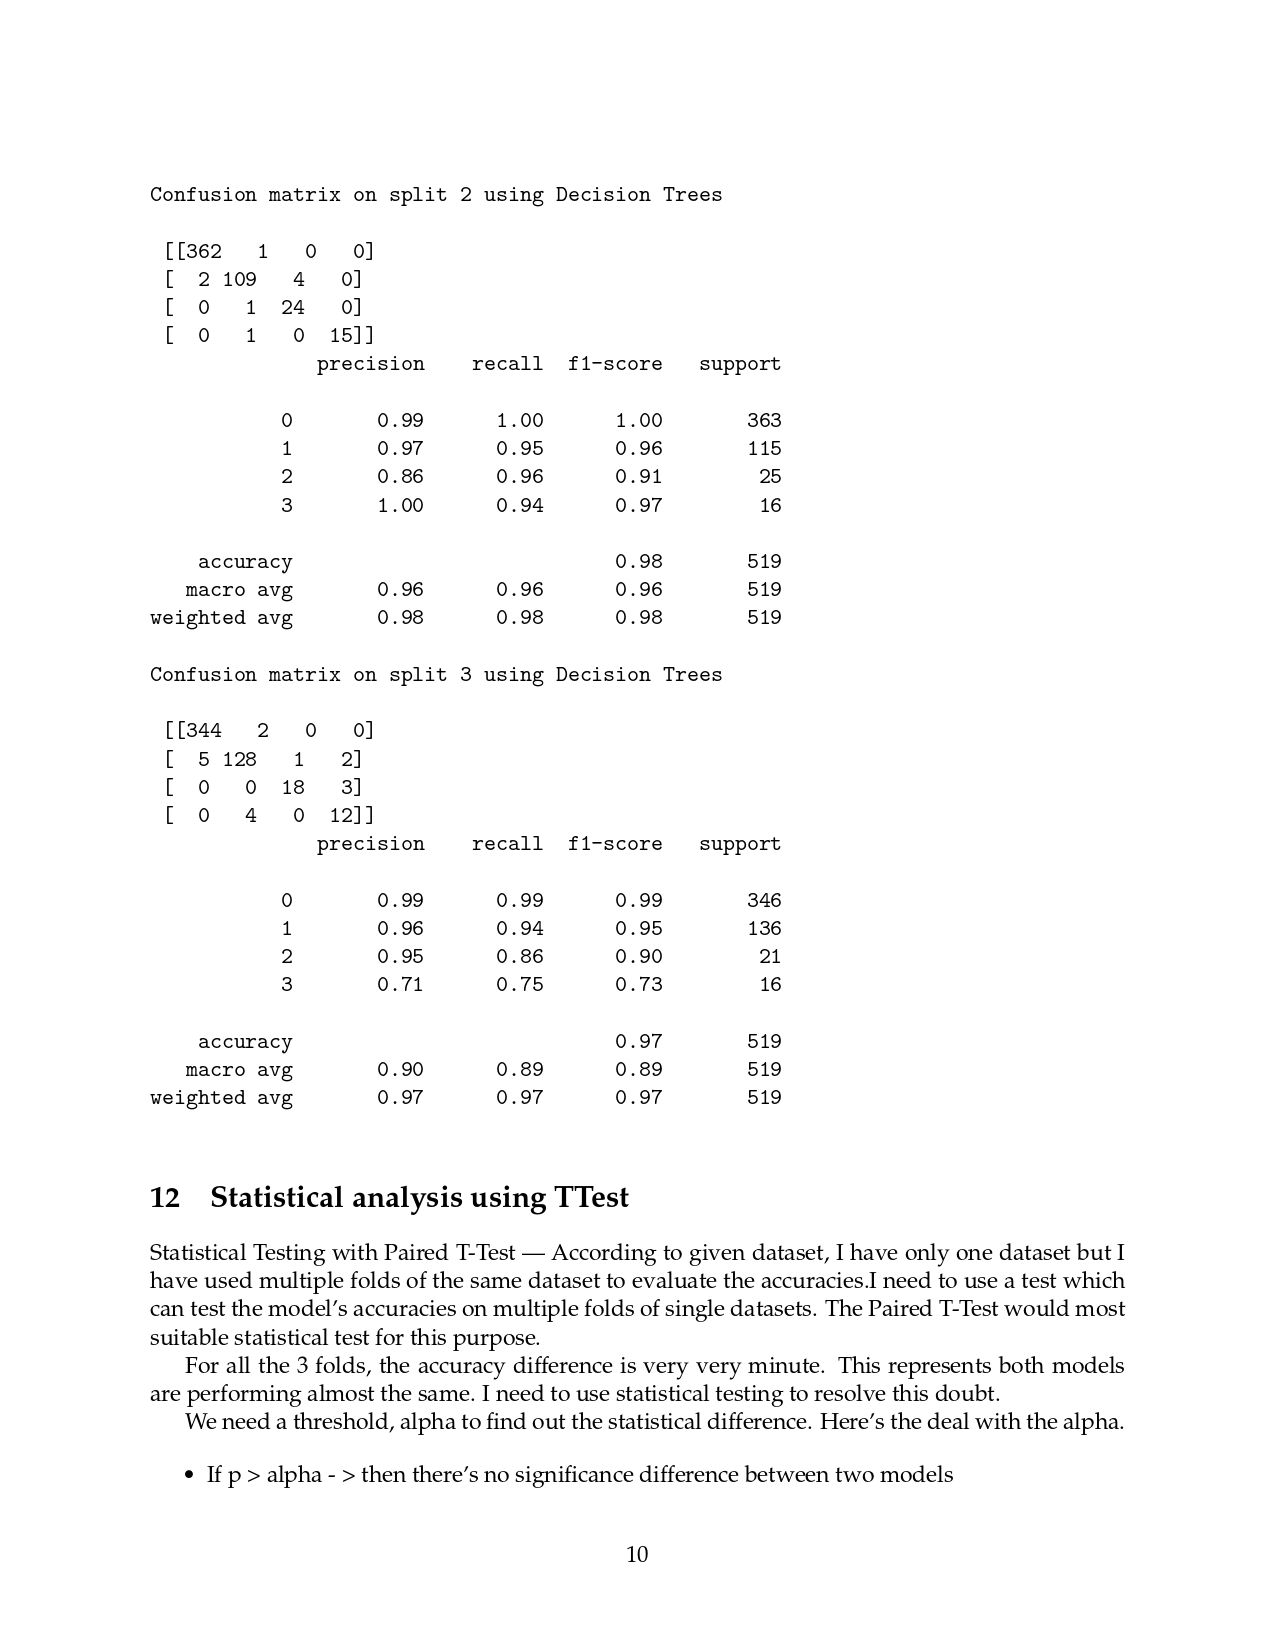 Confusion matrix on split 2 using Decision Trees
[[362   1   0   0]
[  2 109   4   0]
[  0   1  24   0]
[  0   1   0  15]]
precision    recall  f1-score   support
0       0.99      1.00      1.00       363
1       0.97      0.95      0.96       115
2       0.86      0.96      0.91        25
3       1.00      0.94      0.97        16
accuracy                           0.98       519
macro avg       0.96      0.96      0.96       519
weighted avg       0.98      0.98      0.98       519
Confusion matrix on split 3 using Decision Trees
[[344   2   0   0]
[  5 128   1   2]
[  0   0  18   3]
[  0   4   0  12]]
precision    recall  f1-score   support
0       0.99      0.99      0.99       346
1       0.96      0.94      0.95       136
2       0.95      0.86      0.90        21
3       0.71      0.75      0.73        16
accuracy                           0.97       519
macro avg       0.90      0.89      0.89       519
weighted avg       0.97      0.97      0.97       519
12 Statistical analysis using TTest
Statistical Testing with Paired T-Test — According to given dataset, I have only one dataset but I
have used multiple folds of the same dataset to evaluate the accuracies.I need to use a test which
can test the model’s accuracies on multiple folds of single datasets. The Paired T-Test would most
suitable statistical test for this purpose.
For all the 3 folds, the accuracy difference is very very minute. This represents both models
are performing almost the same. I need to use statistical testing to resolve this doubt.
We need a threshold, alpha to find out the statistical difference. Here’s the deal with the alpha.
• If p > alpha - > then there’s no significance difference between two models
10